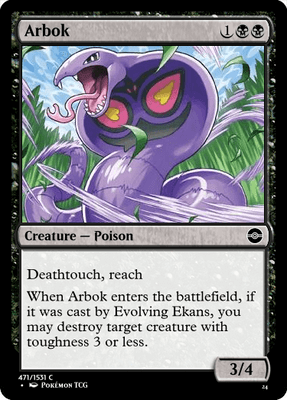 Arbok 1
Creature — Poison
Deathtouch, reach
When Arbok enters the battlefield, if it
was cast by Evolving Ekans, you
may destroy target creature with
toughness 3 or less.
3/4
471/1531 C
• Pokémon TCG